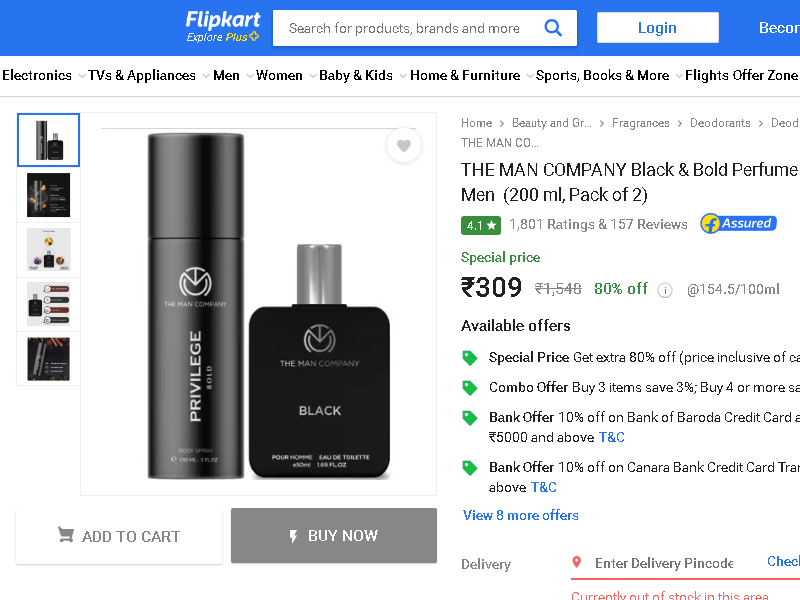 Flipkart
Explore Plus
Search for products, brands and more
Login
Becor
Electronics
TVs & Appliances
Men
Women
Baby & Kids
Home & Furniture
Sports, Books & More
Flights
Offer Zone
Home > Beauty and Gr... > Fragrances > Deodorants > Deod
THE MAN CO...
THE MAN COMPANY Black & Bold Perfume
Men (200 ml, Pack of 2)
4.1 ★ 1,801 Ratings & 157 Reviews Assured
Special price
₹309 ₹1,548 80% off i @154.5/100ml
Available offers
Special Price Get extra 80% off (price inclusive of ca
Combo Offer Buy 3 items save 3%; Buy 4 or more sa
Bank Offer 10% off on Bank of Baroda Credit Card a
₹5000 and above T&C
Bank Offer 10% off on Canara Bank Credit Card Tran
above T&C
View 8 more offers
Delivery
Enter Delivery Pincode
Check
Currently out of stock in this area
THE MAN COMPANY
PRIVILEGE
BOLD
BODY SPRAY
150 ML - 5 FL.OZ
THE MAN COMPANY
BLACK
POUR HOMME EAU DE TOILETTE
e50ml 1.69 FL.OZ
ADD TO CART
BUY NOW